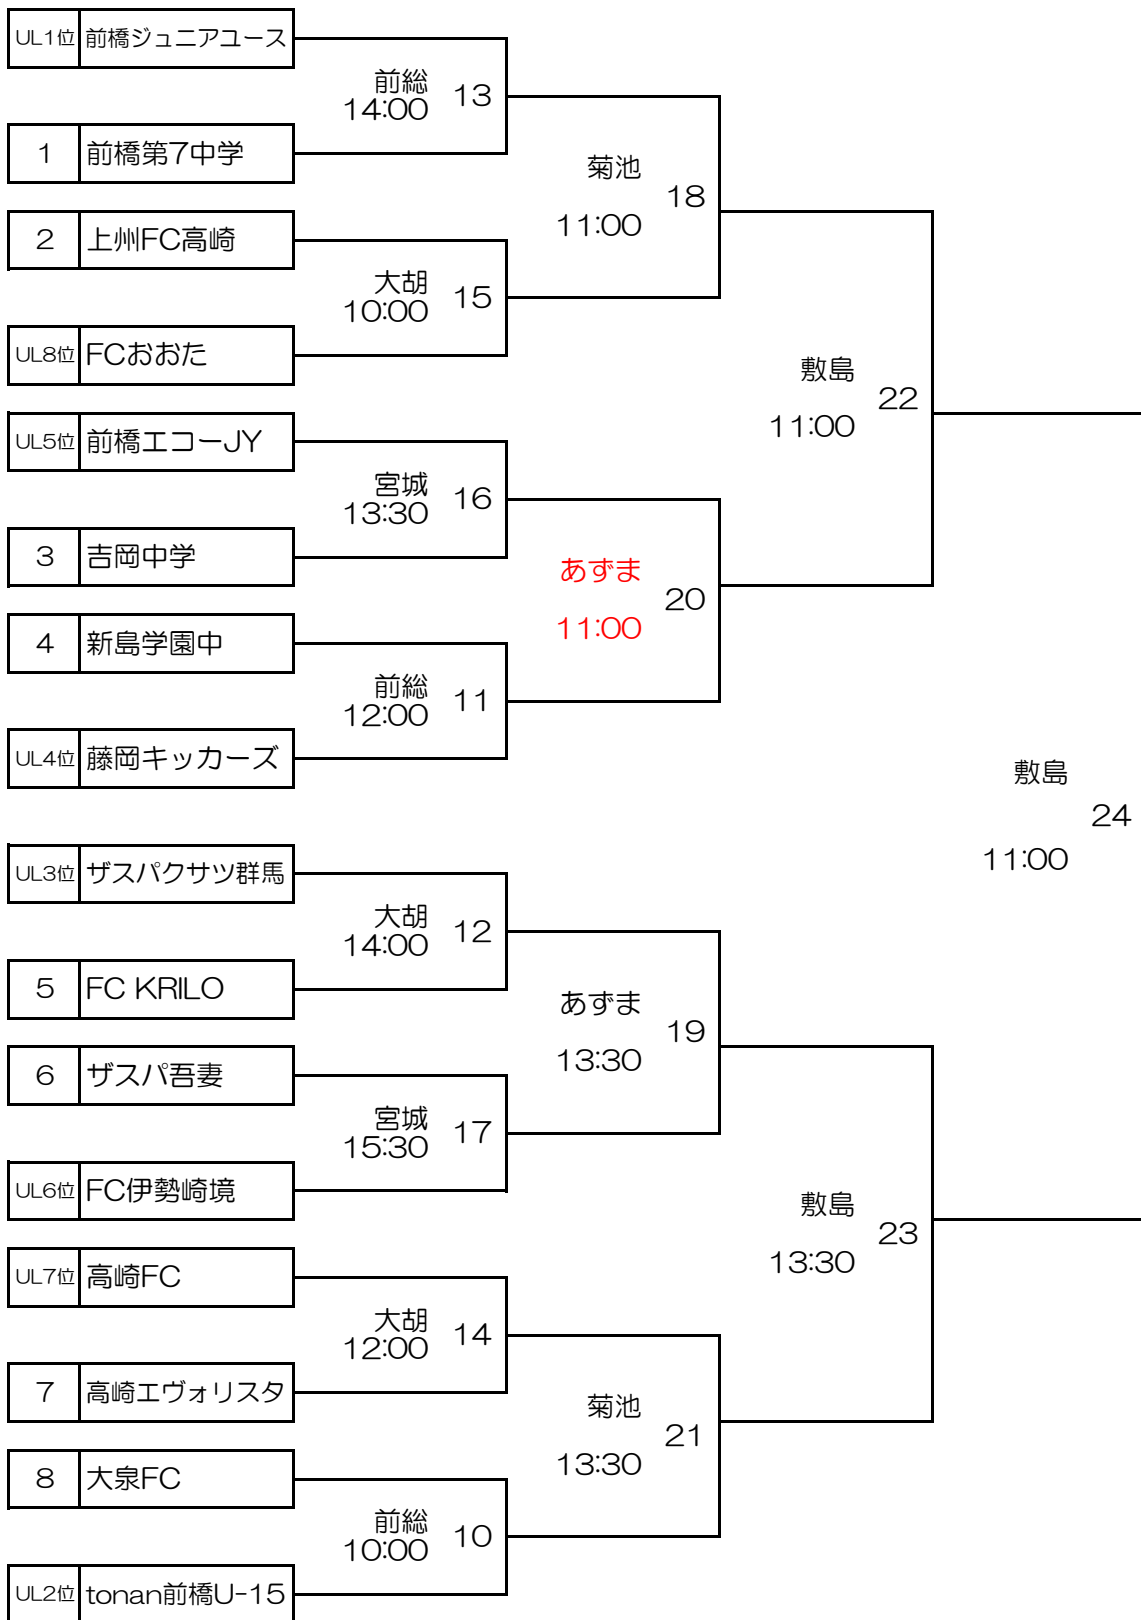 UL1位 前橋ジュニアユース
前総
14:00 13
1 前橋第7中学
菊池
11:00 18
2 上州FC高崎
大胡
10:00 15
UL8位 FCおおた
敷島
11:00 22
UL5位 前橋エコーJY
宮城
13:30 16
3 吉岡中学
あずま
11:00 20
4 新島学園中
前総
12:00 11
UL4位 藤岡キッカーズ
敷島
11:00 24
UL3位 ザスパクサツ群馬
大胡
14:00 12
5 FC KRILO
あずま
13:30 19
6 ザスパ吾妻
宮城
15:30 17
UL6位 FC伊勢崎境
敷島
13:30 23
UL7位 高崎FC
大胡
12:00 14
7 高崎エヴォリスタ
菊池
13:30 21
8 大泉FC
前総
10:00 10
UL2位 tonan前橋U-15